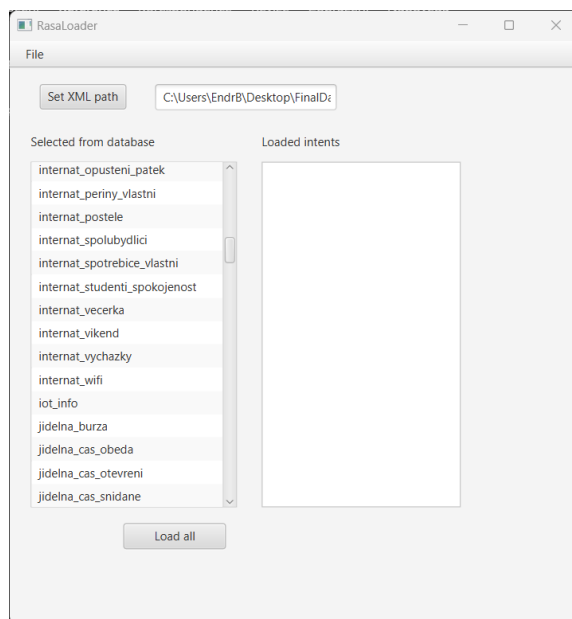 RasaLoader
File
Set XML path
C:\Users\EndrB\Desktop\FinalDa
Selected from database
Loaded intents
internat_opusteni_patek
internat_periny_vlastni
internat_postele
internat_spolubydlici
internat_spotrebice_vlastni
internat_studenti_spokojenost
internat_vecerka
internat_vikend
internat_vychazky
internat_wifi
iot_info
jidelna_burza
jidelna_cas_obeda
jidelna_cas_otevreni
jidelna_cas_snidane
Load all